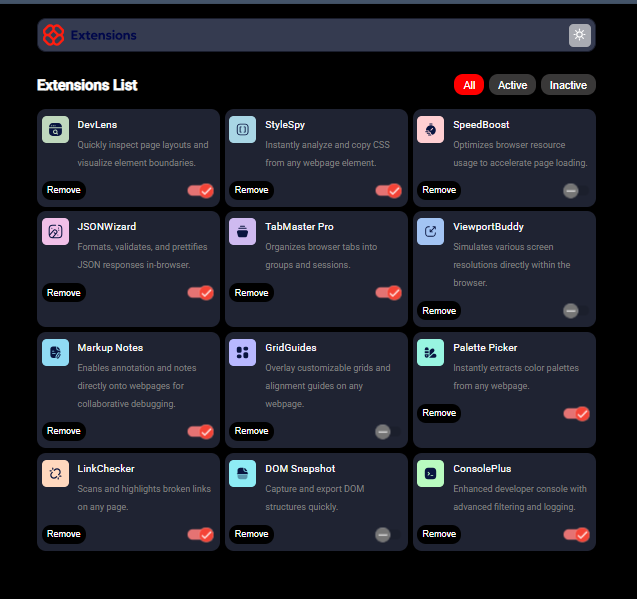 Extensions
Extensions List
All Active Inactive
DevLens
Quickly inspect page layouts and
visualize element boundaries.
Remove
StyleSpy
Instantly analyze and copy CSS
from any webpage element.
Remove
SpeedBoost
Optimizes browser resource
usage to accelerate page loading.
Remove
JSONWizard
Formats, validates, and prettifies
JSON responses in-browser.
Remove
TabMaster Pro
Organizes browser tabs into
groups and sessions.
Remove
ViewportBuddy
Simulates various screen
resolutions directly within the
browser.
Remove
Markup Notes
Enables annotation and notes
directly onto webpages for
collaborative debugging.
Remove
GridGuides
Overlay customizable grids and
alignment guides on any
webpage.
Remove
Palette Picker
Instantly extracts color palettes
from any webpage.
Remove
LinkChecker
Scans and highlights broken links
on any page.
Remove
DOM Snapshot
Capture and export DOM
structures quickly.
Remove
ConsolePlus
Enhanced developer console with
advanced filtering and logging.
Remove